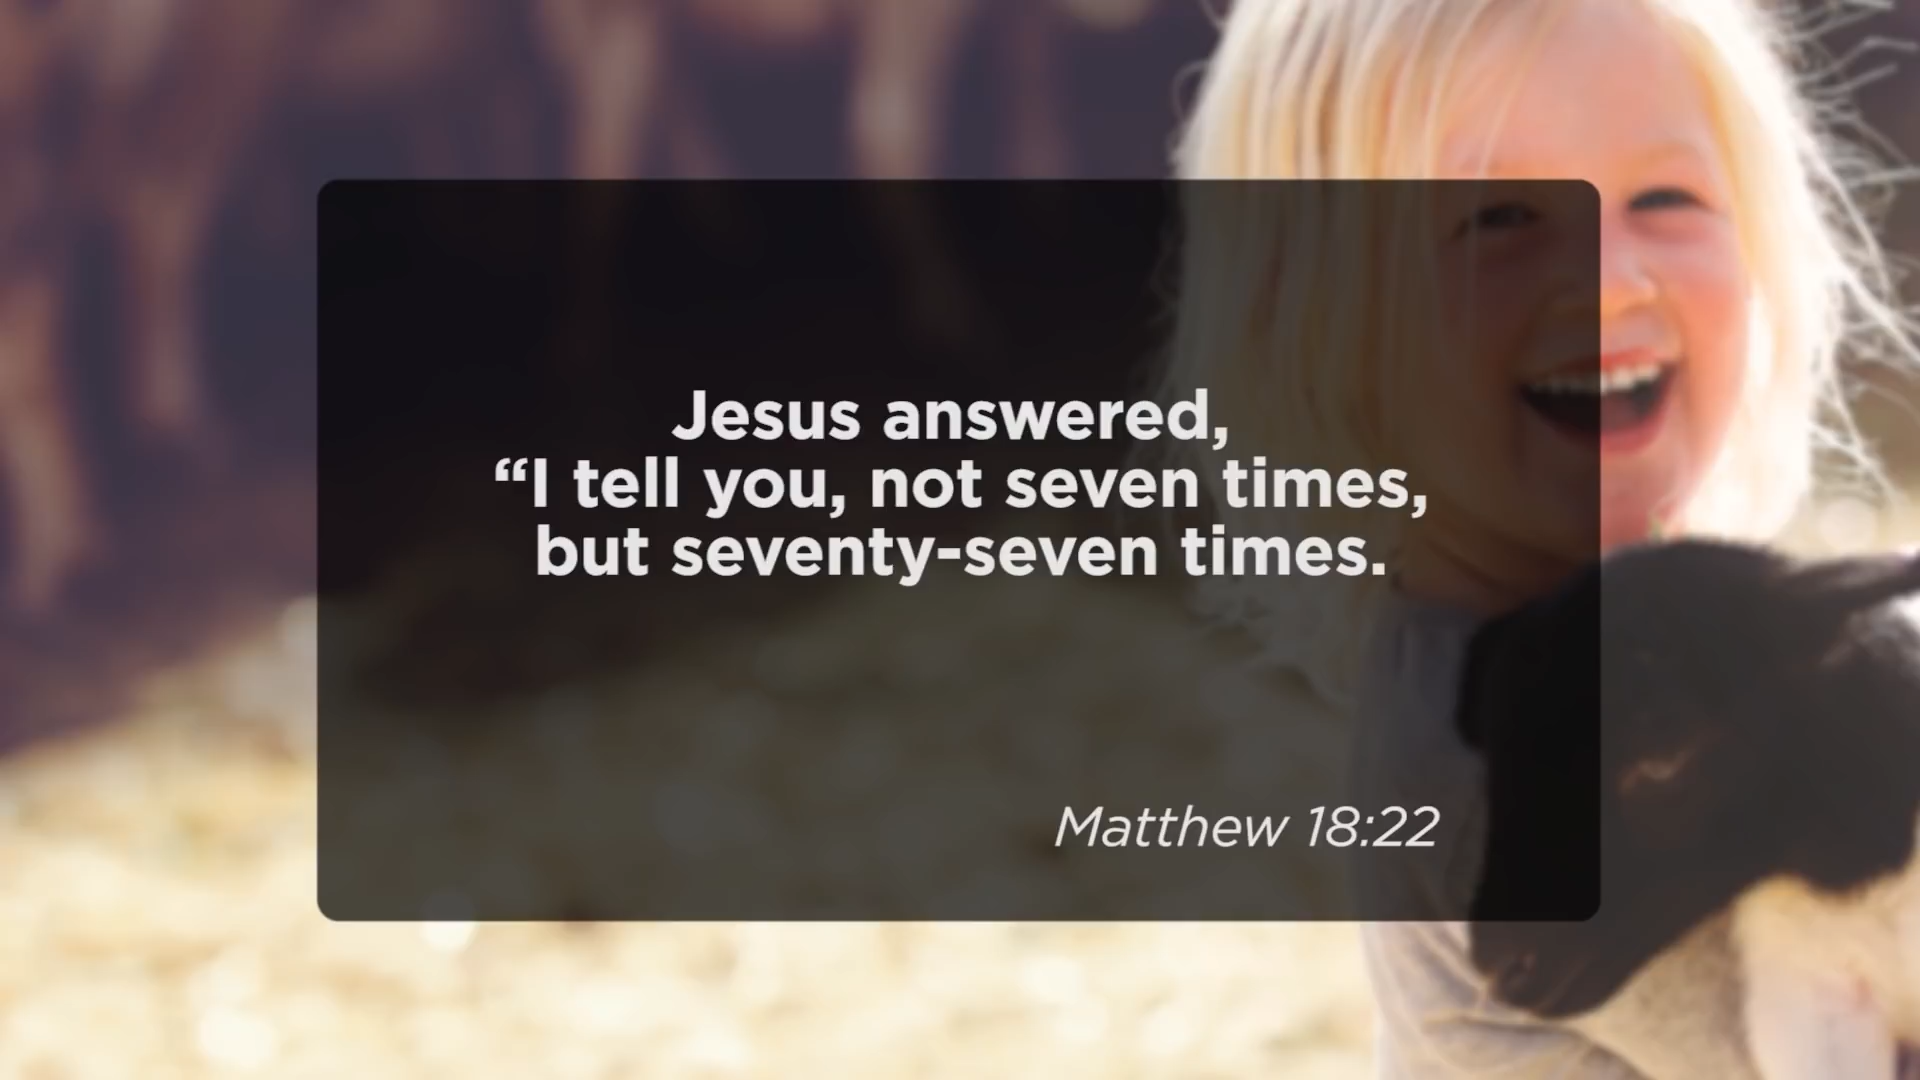 Jesus answered,
“I tell you, not seven times,
but seventy-seven times.
Matthew 18:22